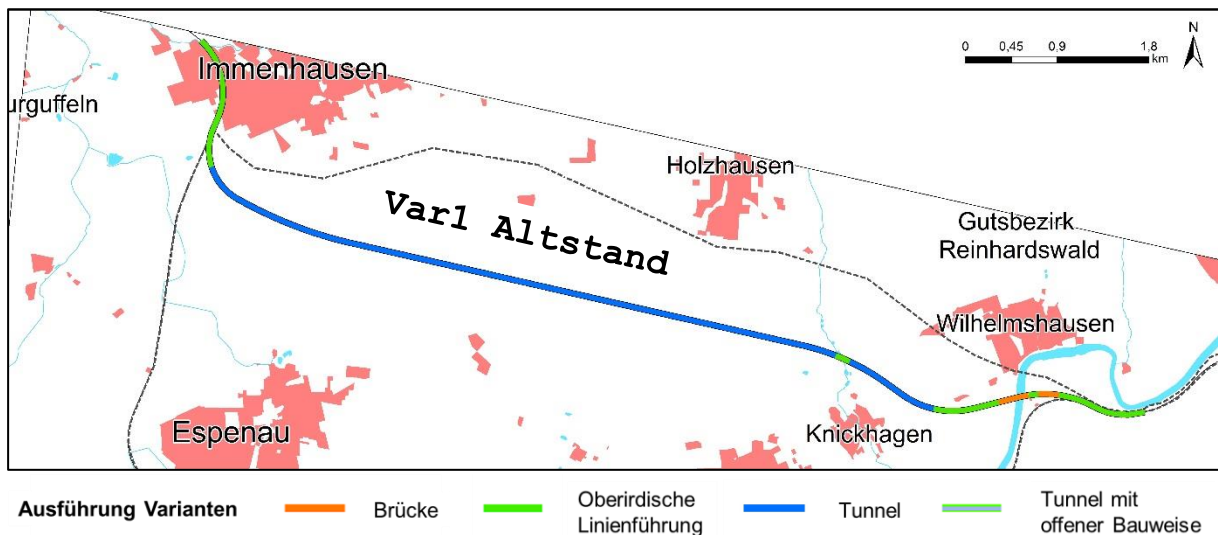 Immenhausen
urguffeln
N
0 0,45 0,9 1,8
km
Holzhausen
Var1 Altstand
Gutsbezirk
Reinhardswald
Wilhelmshausen
Espenau
Knickhagen
Ausführung Varianten
Brücke
Oberirdische
Linienführung
Tunnel
Tunnel mit
offener Bauweise